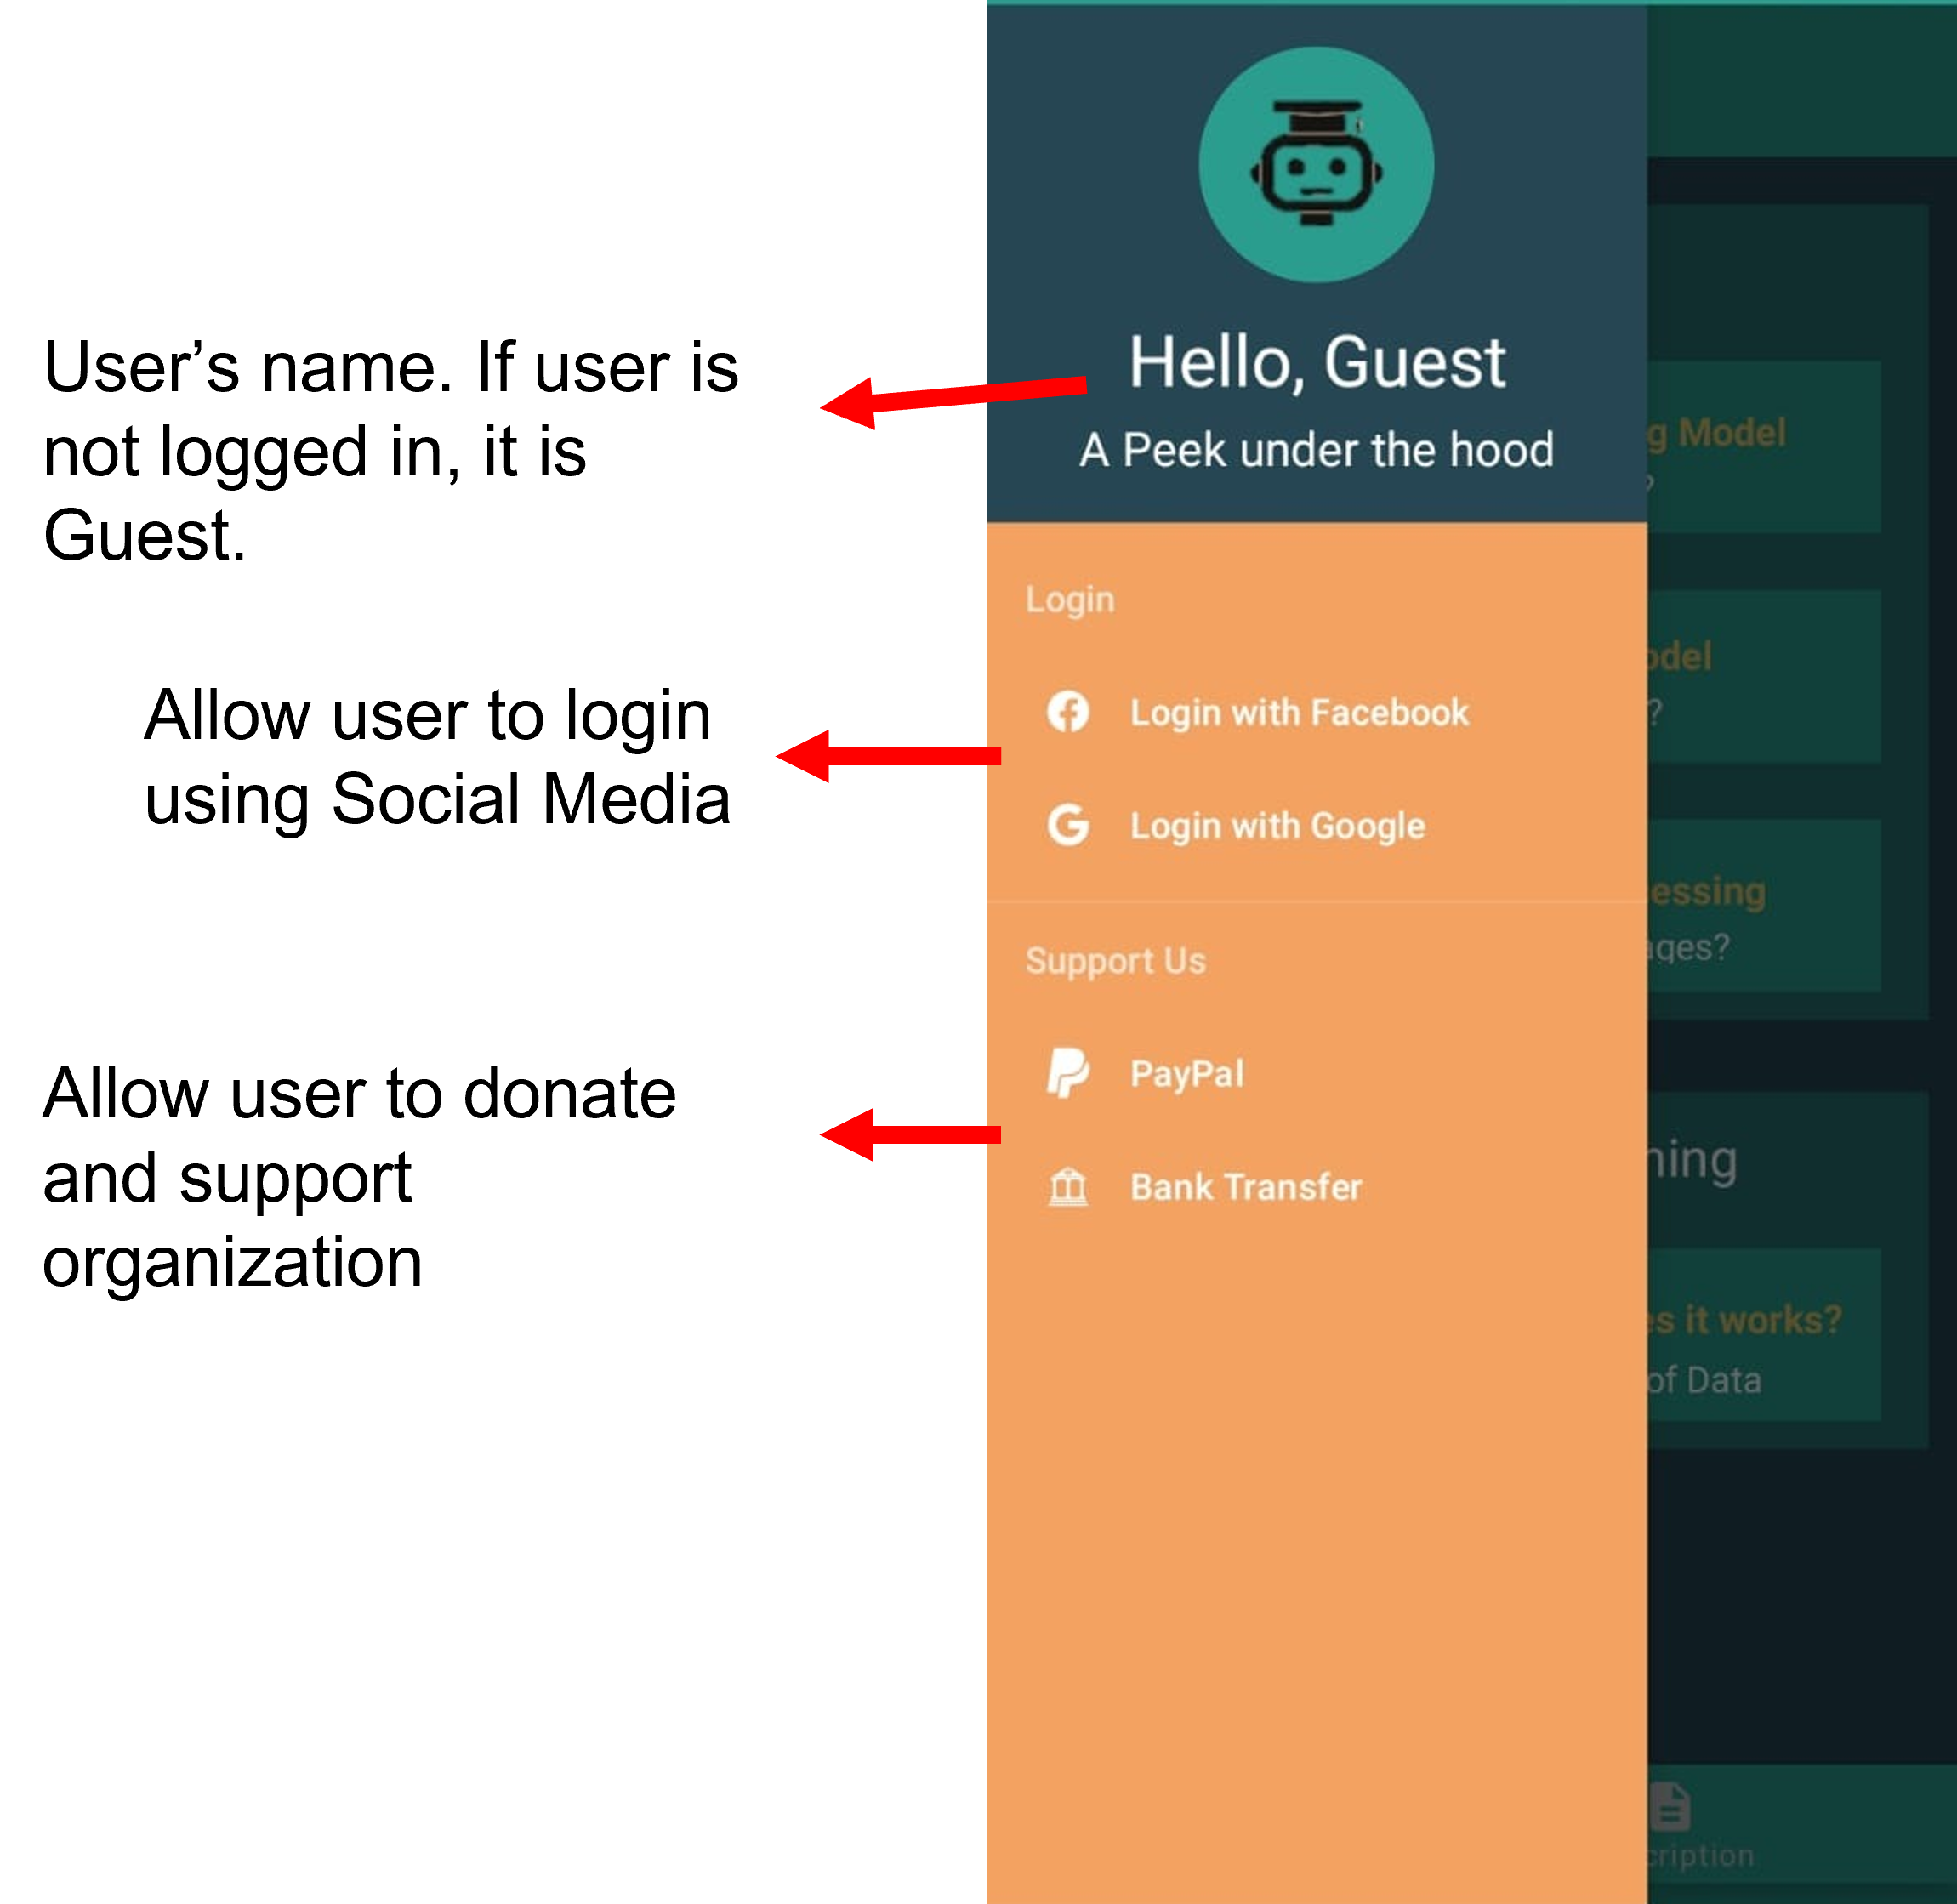 User’s name. If user is
not logged in, it is
Guest.
Allow user to login
using Social Media
Allow user to donate
and support
organization
Hello, Guest
A Peek under the hood
Login
Login with Facebook
Login with Google
Support Us
PayPal
Bank Transfer
g Model
?
odel
?
essing
ages?
ning
es it works?
of Data
cription